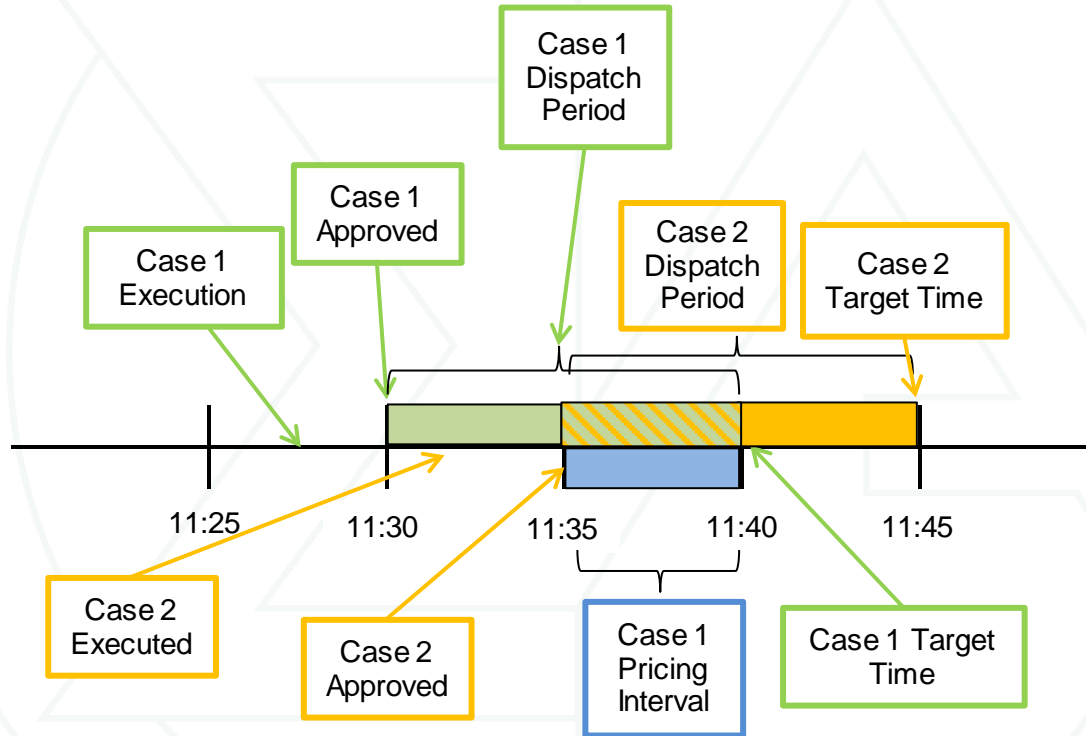 Case 1
Dispatch
Period
Case 1
Approved
Case 1
Execution
Case 2
Dispatch
Period
Case 2
Target Time
11:25
11:30
11:35
11:40
11:45
Case 2
Executed
Case 2
Approved
Case 1
Pricing
Interval
Case 1 Target
Time